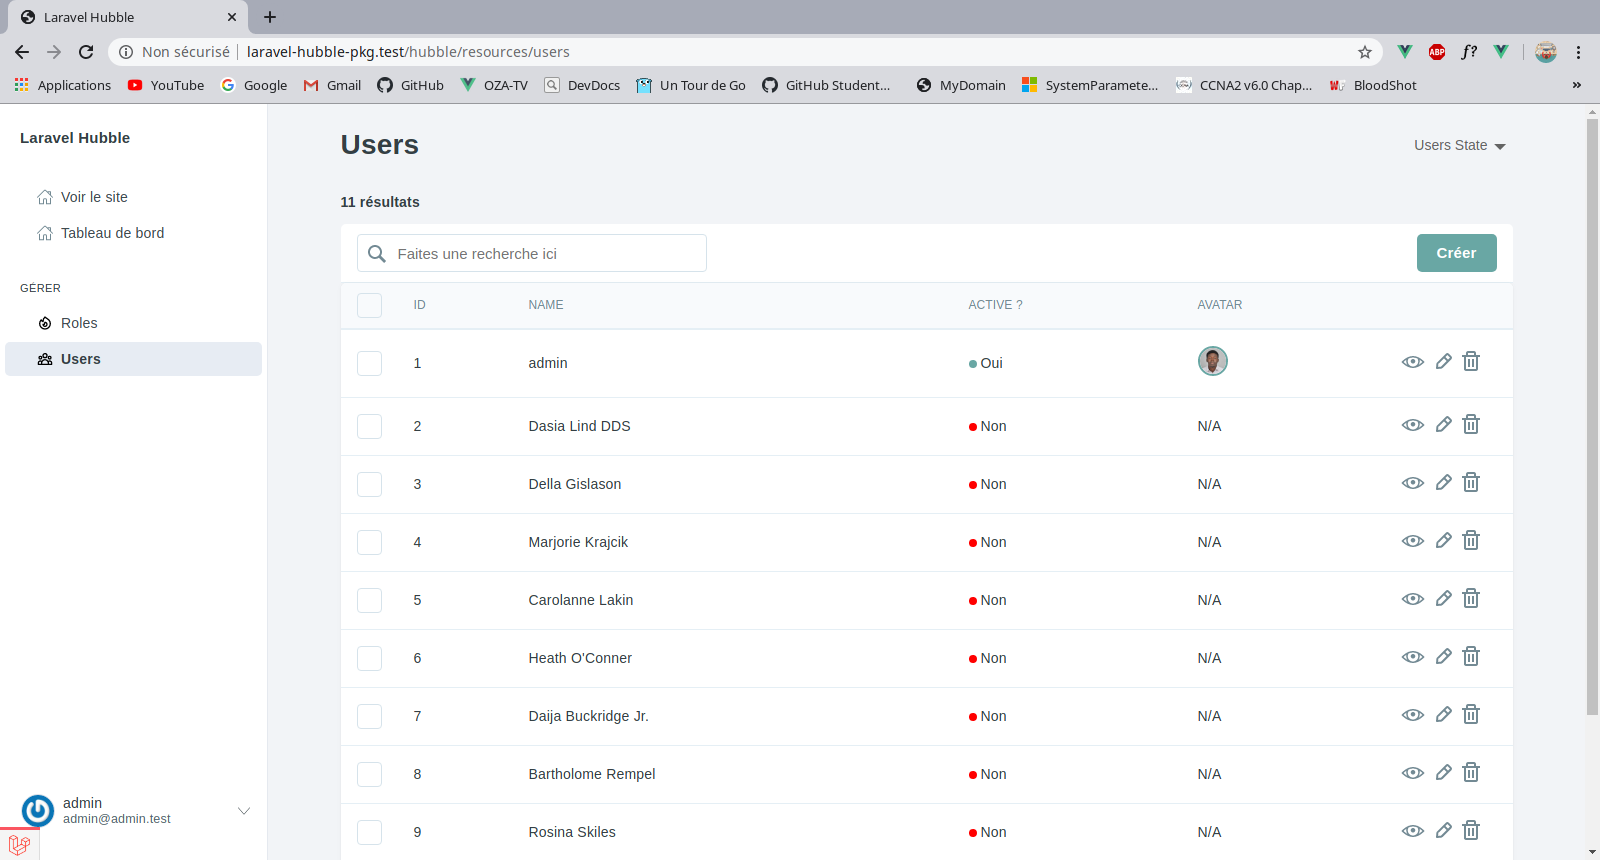 Laravel Hubble
Non sécurisé laravel-hubble-pkg.test/hubble/resources/users
ABP f?
Applications YouTube Google Gmail GitHub OZA-TV DevDocs Un Tour de Go GitHub Student... MyDomain SystemParamete... CCNA2 v6.0 Chap... BloodShot »
Laravel Hubble
Voir le site
Tableau de bord
GÉRER
Roles
Users
admin
admin@admin.test
Users
Users State
11 résultats
Faites une recherche ici
Créer
ID NAME ACTIVE ? AVATAR
1 admin Oui
2 Dasia Lind DDS Non N/A
3 Della Gislason Non N/A
4 Marjorie Krajcik Non N/A
5 Carolanne Lakin Non N/A
6 Heath O'Conner Non N/A
7 Daija Buckridge Jr. Non N/A
8 Bartholome Rempel Non N/A
9 Rosina Skiles Non N/A